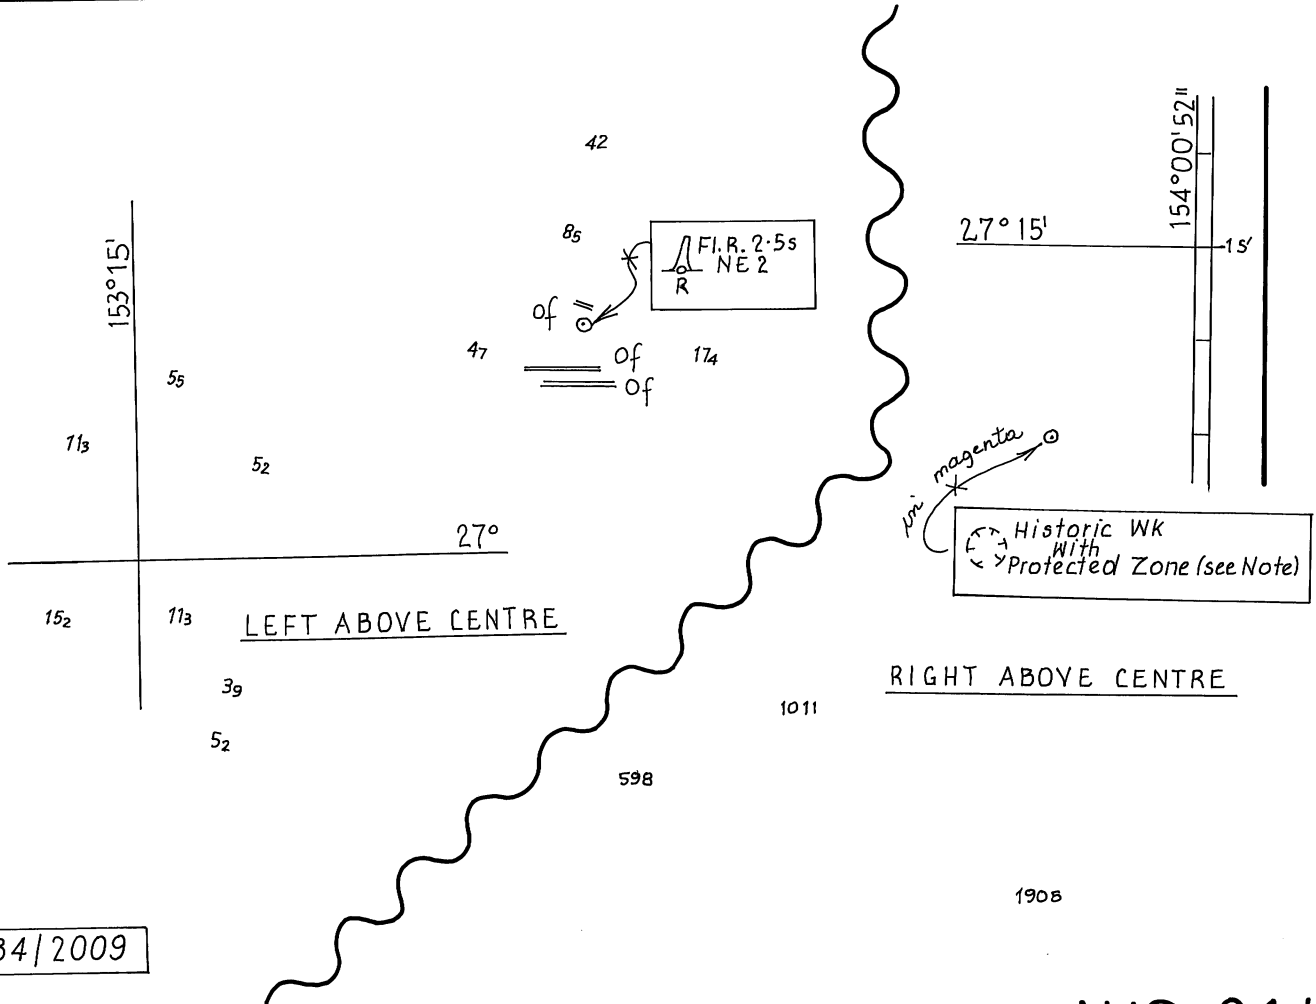 42
154°00'52"
153°15'
85
Fl.R. 2·5s
NE 2
R
27° 15'
15'
Of
47
Of
174
Of
55
113
52
in magenta
27°
Historic WK
With
Protected Zone (see Note)
152
113
LEFT ABOVE CENTRE
39
RIGHT ABOVE CENTRE
52
1011
598
1908
34/2009